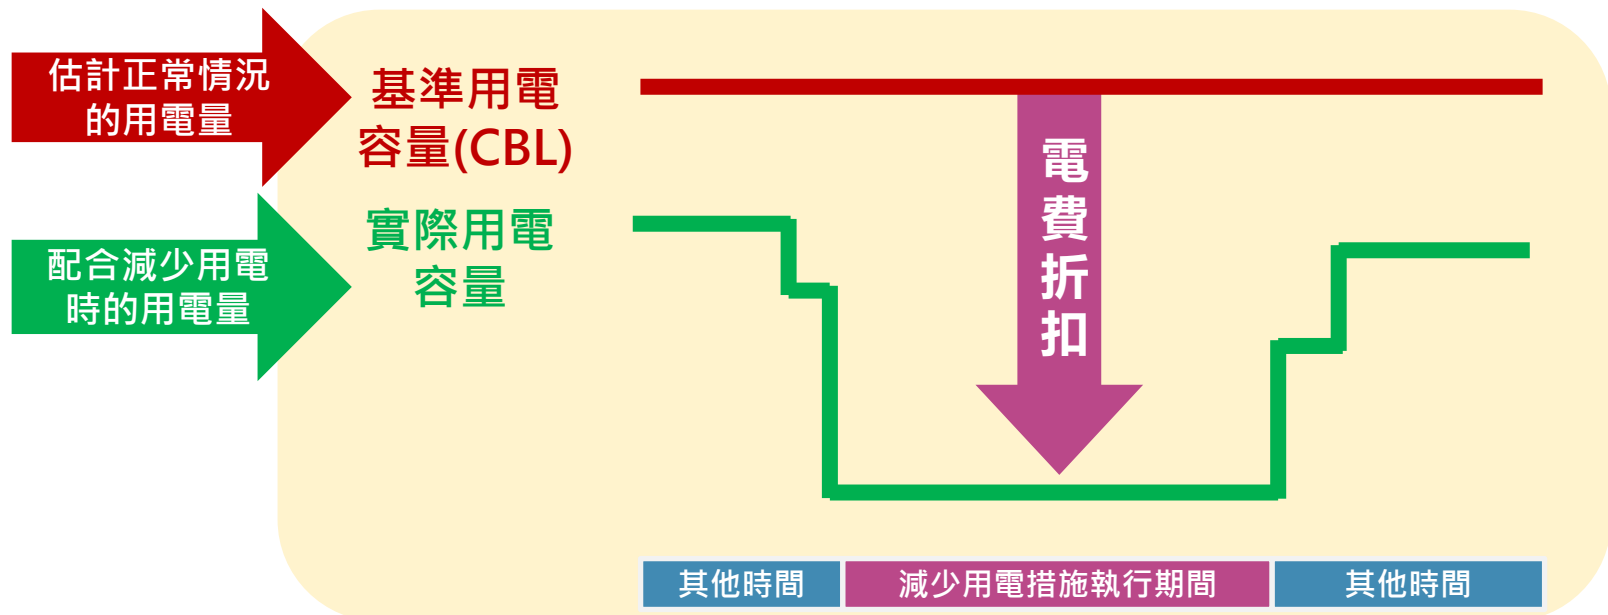 估計正常情況
的用電量
基準用電
容量(CBL)
配合減少用電
時的用電量
實際用電
容量
電費折扣
其他時間
減少用電措施執行期間
其他時間